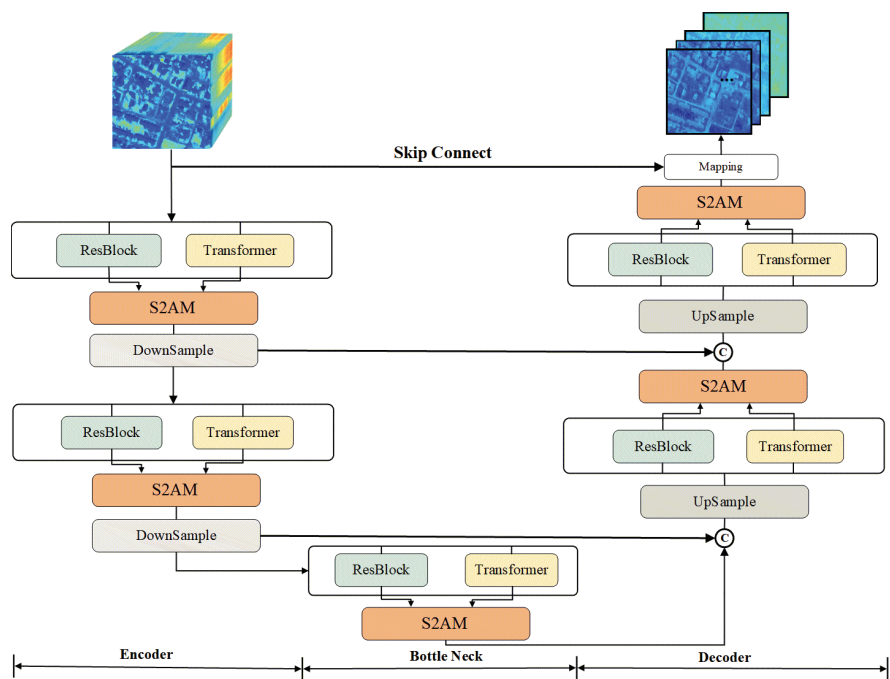 ...
Skip Connect
Mapping
S2AM
ResBlock
Transformer
UpSample
C
S2AM
ResBlock
Transformer
UpSample
C
ResBlock
Transformer
S2AM
DownSample
ResBlock
Transformer
S2AM
DownSample
ResBlock
Transformer
S2AM
Encoder
Bottle Neck
Decoder